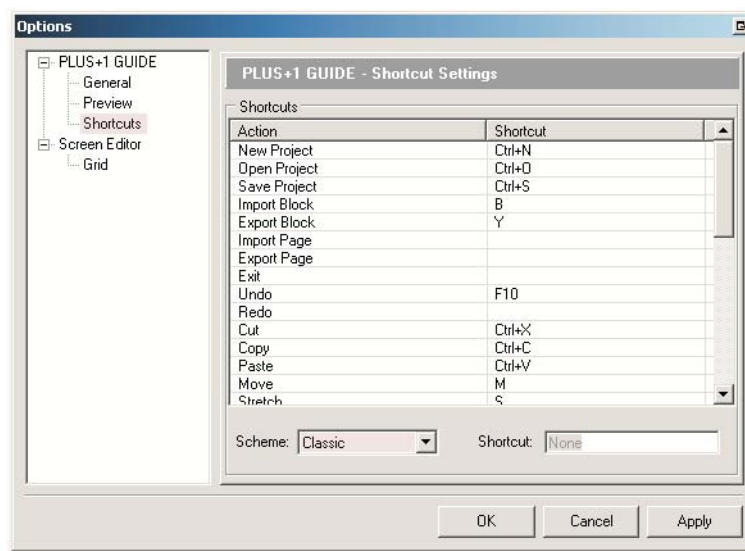 Options
PLUS+1 GUIDE
General
Preview
Shortcuts
Screen Editor
Grid
PLUS+1 GUIDE - Shortcut Settings
Shortcuts
Action Shortcut
New Project Ctrl+N
Open Project Ctrl+O
Save Project Ctrl+S
Import Block B
Export Block Y
Import Page
Export Page
Exit
Undo F10
Redo
Cut Ctrl+X
Copy Ctrl+C
Paste Ctrl+V
Move M
Stretch S
Scheme: Classic Shortcut: None
OK Cancel Apply